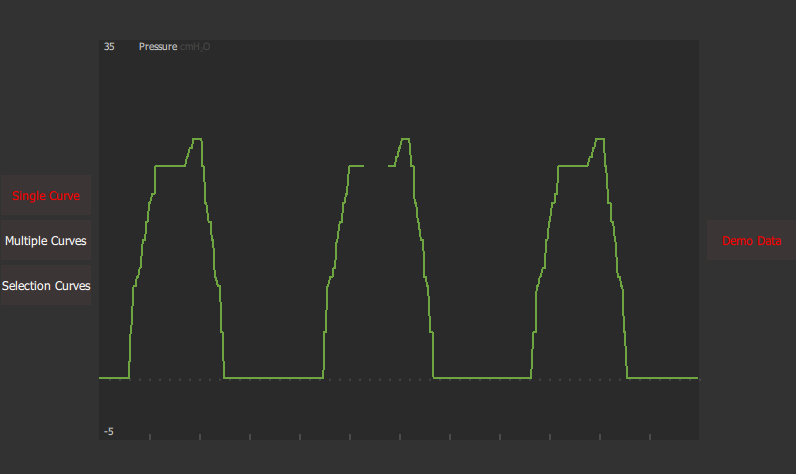 35 Pressure cmH₂O
Single Curve
Multiple Curves
Demo Data
Selection Curves
-5